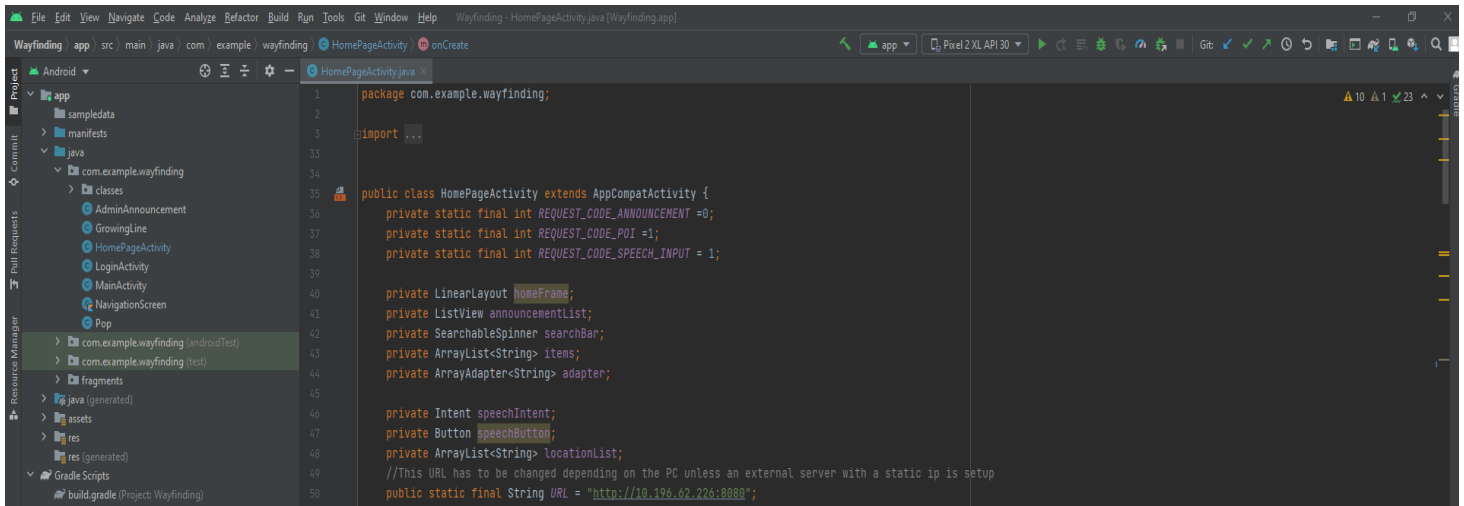 File Edit View Navigate Code Analyze Refactor Build Run Tools Git Window Help Wayfinding - HomePageActivity.java [Wayfinding.app]
Wayfinding app src main java com example wayfinding HomePageActivity onCreate app Pixel 2 XL API 30 Git:
Android HomePageActivity.java
Project
Commit
Pull Requests
Resource Manager
Gradle
app
sampledata
manifests
java
com.example.wayfinding
classes
AdminAnnouncement
GrowingLine
HomePageActivity
LoginActivity
MainActivity
NavigationScreen
Pop
com.example.wayfinding (androidTest)
com.example.wayfinding (test)
fragments
java (generated)
assets
res
res (generated)
Gradle Scripts
build.gradle (Project: Wayfinding)
10 1 23
1 package com.example.wayfinding;
2
3 import ...
33
34
35 public class HomePageActivity extends AppCompatActivity {
36 private static final int REQUEST_CODE_ANNOUNCEMENT =0;
37 private static final int REQUEST_CODE_POI =1;
38 private static final int REQUEST_CODE_SPEECH_INPUT = 1;
39
40 private LinearLayout homeFrame;
41 private ListView announcementList;
42 private SearchableSpinner searchBar;
43 private ArrayList<String> items;
44 private ArrayAdapter<String> adapter;
45
46 private Intent speechIntent;
47 private Button speechButton;
48 private ArrayList<String> locationList;
49 //This URL has to be changed depending on the PC unless an external server with a static ip is setup
50 public static final String URL = "http://10.196.62.226:8080";